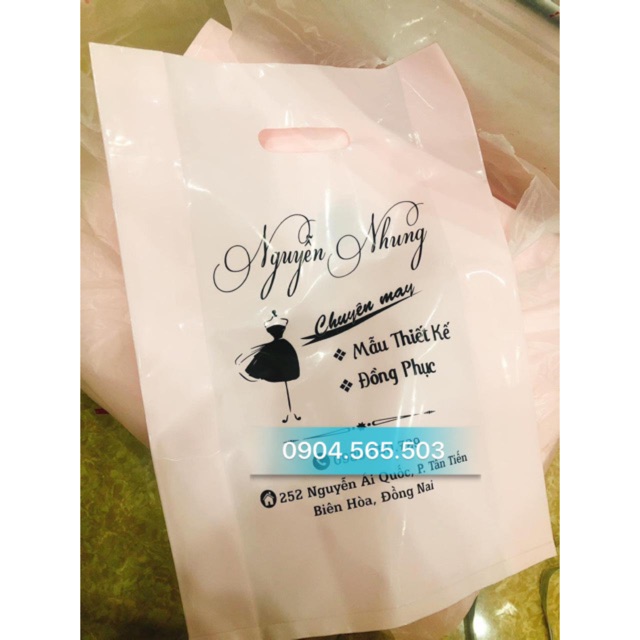 Nguyễn Nhung
Chuyên may
Mẫu Thiết Kế
Đồng Phục
0904.565.503
252 Nguyễn Ái Quốc, P. Tân Tiến
Biên Hòa, Đồng Nai